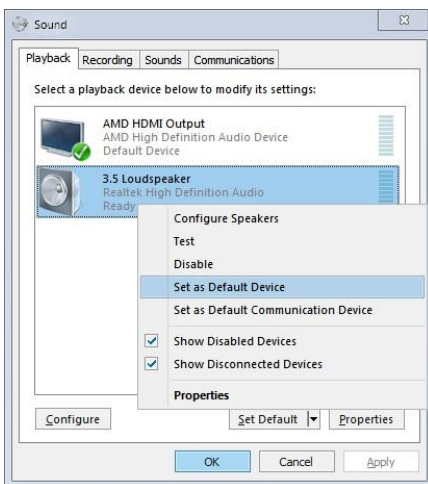 Sound
Playback Recording Sounds Communications
Select a playback device below to modify its settings:
AMD HDMI Output
AMD High Definition Audio Device
Default Device
3.5 Loudspeaker
Realtek High Definition Audio
Ready
Configure Speakers
Test
Disable
Set as Default Device
Set as Default Communication Device
Show Disabled Devices
Show Disconnected Devices
Properties
Configure Set Default Properties
OK Cancel Apply